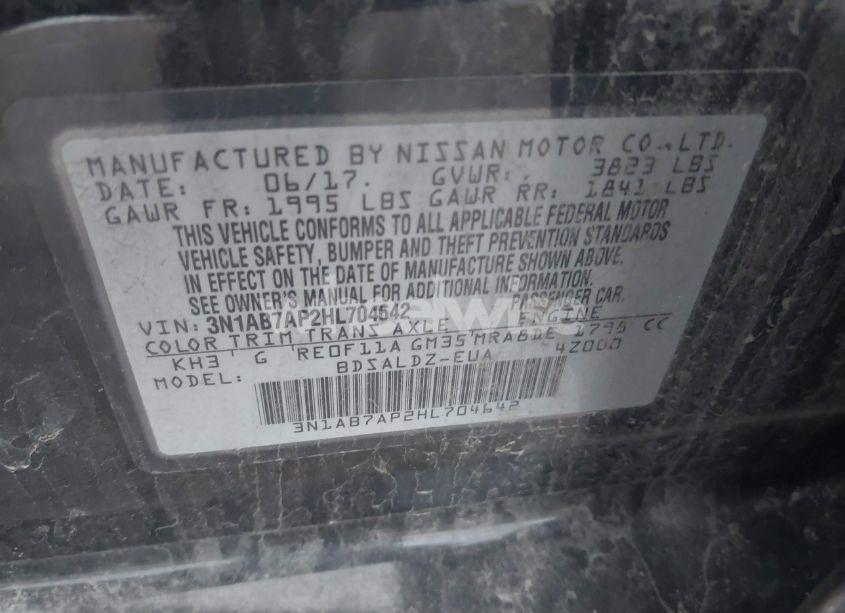 MANUFACTURED BY NISSAN MOTOR CO.,LTD.
DATE: 06/17. GVWR: 3823 LBS
GAWR FR: 1995 LBS GAWR RR: 1841 LBS
THIS VEHICLE CONFORMS TO ALL APPLICABLE FEDERAL MOTOR
VEHICLE SAFETY, BUMPER AND THEFT PREVENTION STANDARDS
IN EFFECT ON THE DATE OF MANUFACTURE SHOWN ABOVE.
SEE OWNER'S MANUAL FOR ADDITIONAL INFORMATION.
VIN: 3N1AB7AP2HL704642 PASSENGER CAR.
COLOR TRIM TRANS AXLE ENGINE
KH3 G RE0F11A GM35 MRA8DE 1798 CC
MODEL: BDSALDZ-EUA 4Z000
3N1AB7AP2HL704642